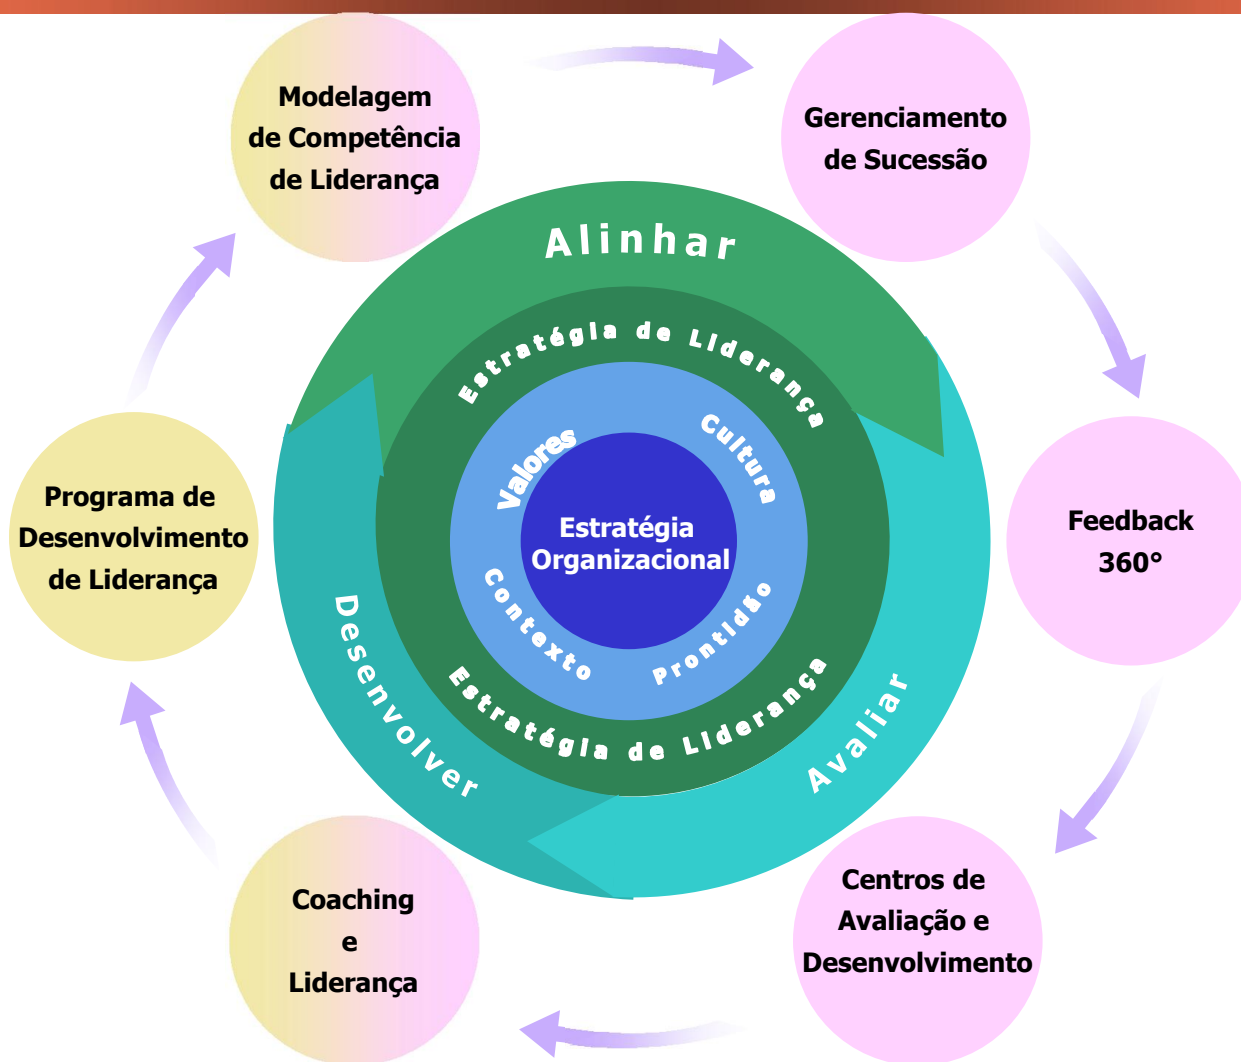 Modelagem
de Competência
de Liderança
Gerenciamento
de Sucessão
Alinhar
Estratégia de Liderança
Valores
Cultura
Programa de
Desenvolvimento
de Liderança
Estratégia
Organizacional
Feedback
360°
Contexto
Prontidão
Desenvolver
Estratégia de Liderança
Avaliar
Coaching
e
Liderança
Centros de
Avaliação e
Desenvolvimento